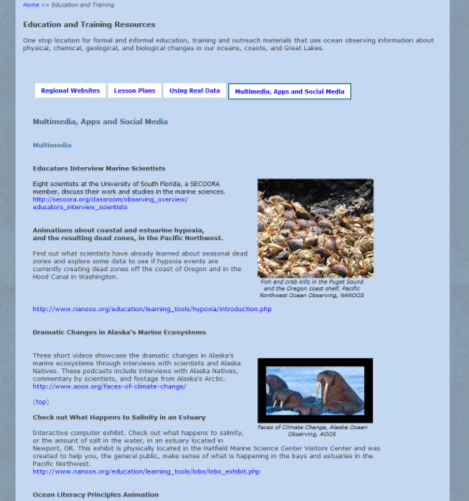 Home >> Education and Training
Education and Training Resources
One stop location for formal and informal education, training and outreach materials that use ocean observing information about
physical, chemical, geological, and biological changes in our oceans, coasts, and Great Lakes.
Regional Websites
Lesson Plans
Using Real Data
Multimedia, Apps and Social Media
Multimedia, Apps and Social Media
Multimedia
Educators Interview Marine Scientists
Eight scientists at the University of South Florida, a SECOORA
member, discuss their work and studies in the marine sciences.
http://secoora.org/classroom/observing_overview/
educators_interview_scientists
Animations about coastal and estuarine hypoxia,
and the resulting dead zones, in the Pacific Northwest.
Find out what scientists have already learned about seasonal dead
zones and explore some data to see if hypoxia events are
currently creating dead zones off the coast of Oregon and in the
Hood Canal in Washington.
Fish and crab kills in the Puget Sound
and the Oregon coast shelf, Pacific
Northwest Ocean Observing, NANOOS
http://www.nanoos.org/education/learning_tools/hypoxia/introduction.php
Dramatic Changes in Alaska's Marine Ecosystems
Three short videos showcase the dramatic changes in Alaska's
marine ecosystems through interviews with scientists and Alaska
Natives. These podcasts include interviews with Alaska Natives,
commentary by scientists, and footage from Alaska's Arctic.
http://www.aoos.org/faces-of-climate-change/
(top)
Faces of Climate Change, Alaska Ocean
Observing, AOOS
Check out What Happens to Salinity in an Estuary
Interactive computer exhibit. Check out what happens to salinity,
or the amount of salt in the water, in an estuary located in
Newport, OR. This exhibit is physically located in the Hatfield Marine Science Center Visitors Center and was
created to help you, the general public, make sense of what is happening in the bays and estuaries in the
Pacific Northwest.
http://www.nanoos.org/education/learning_tools/lobo/lobo_exhibit.php
Ocean Literacy Principles Animation